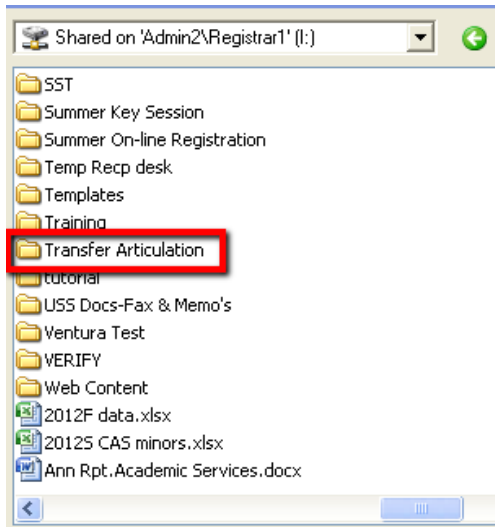 Shared on 'Admin2\Registrar1' (I:)
SST
Summer Key Session
Summer On-line Registration
Temp Recp desk
Templates
Training
Transfer Articulation
tutorial
USS Docs-Fax & Memo's
Ventura Test
VERIFY
Web Content
2012F data.xlsx
2012S CAS minors.xlsx
Ann Rpt.Academic Services.docx